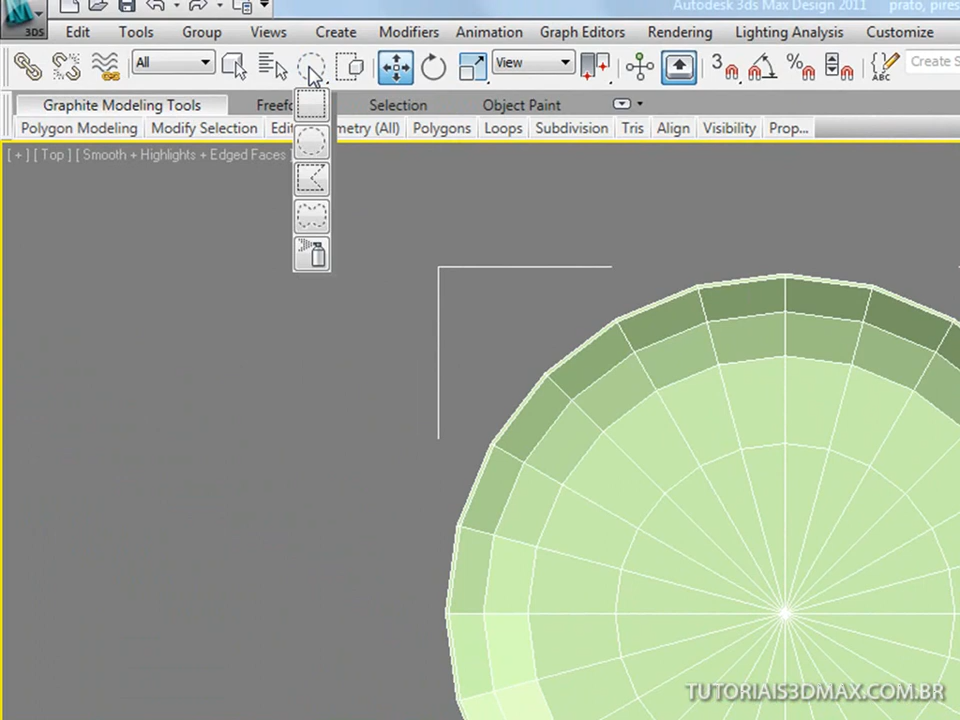 Autodesk 3ds Max Design 2011 prato, pires
3DS Edit Tools Group Views Create Modifiers Animation Graph Editors Rendering Lighting Analysis Customize
All View 3 % ABC Create S
Graphite Modeling Tools Freefo Selection Object Paint
Polygon Modeling Modify Selection Edit metry (All) Polygons Loops Subdivision Tris Align Visibility Prop...
[ + ] [ Top ] [ Smooth + Highlights + Edged Faces ]
TUTORIAIS3DMAX.COM.BR